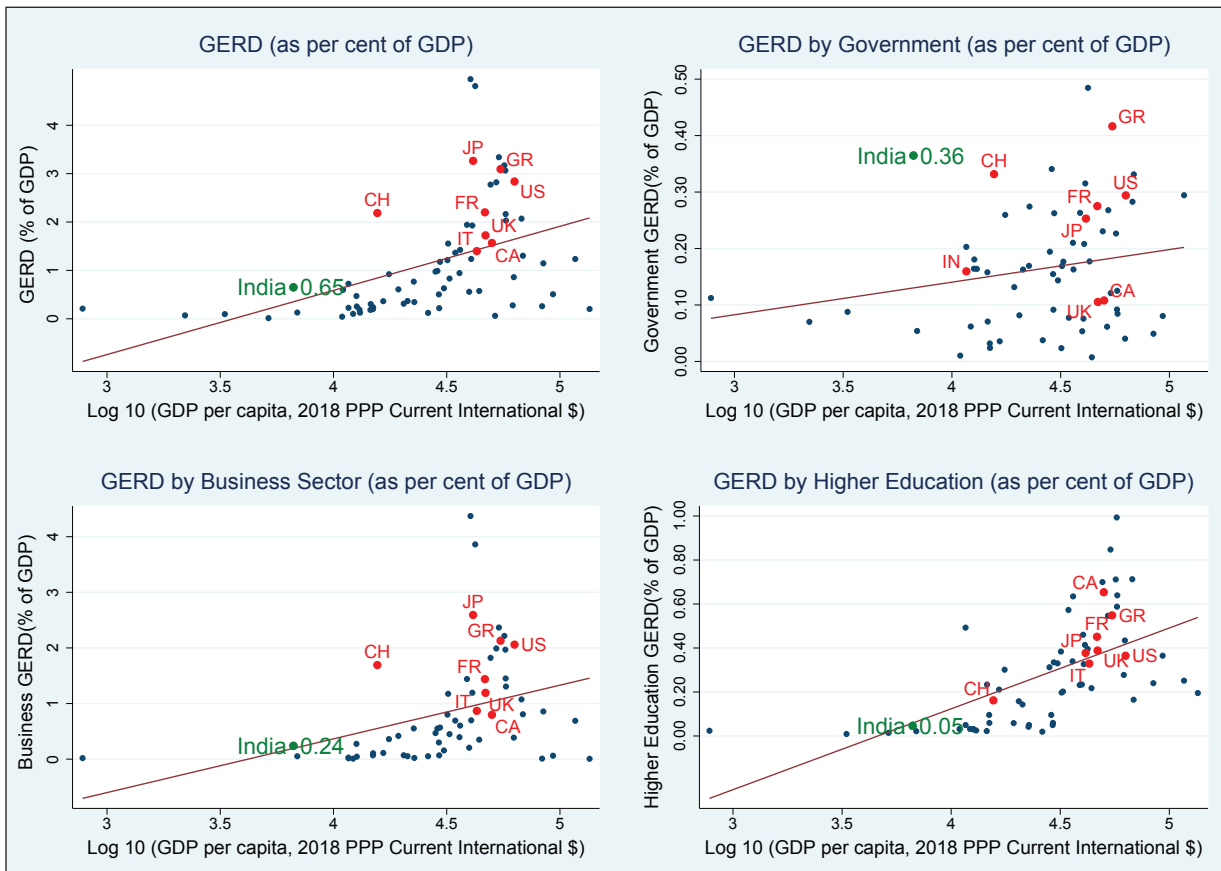 GERD (as per cent of GDP)
GERD (% of GDP)
4
3
2
1
0
JP
GR
US
CH
FR
UK
IT
CA
India 0.65
3
3.5
4
4.5
5
Log 10 (GDP per capita, 2018 PPP Current International $)
GERD by Government (as per cent of GDP)
Government GERD(% of GDP)
0.50
0.40
0.30
0.20
0.10
0.00
GR
India 0.36
CH
US
FR
JP
IN
CA
UK
3
3.5
4
4.5
5
Log 10 (GDP per capita, 2018 PPP Current International $)
GERD by Business Sector (as per cent of GDP)
Business GERD(% of GDP)
4
3
2
1
0
JP
GR
US
CH
FR
IT
UK
CA
India 0.24
3
3.5
4
4.5
5
Log 10 (GDP per capita, 2018 PPP Current International $)
GERD by Higher Education (as per cent of GDP)
Higher Education GERD(% of GDP)
1.00
0.80
0.60
0.40
0.20
0.00
CA
GR
FR
JP
UK
US
IT
CH
India 0.05
3
3.5
4
4.5
5
Log 10 (GDP per capita, 2018 PPP Current International $)